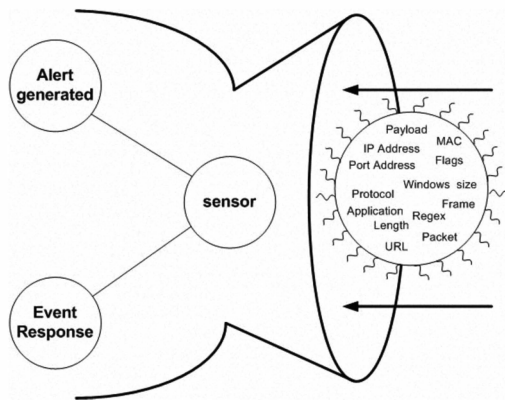 Alert
generated
sensor
Event
Response
Payload
MAC
IP Address
Flags
Port Address
Windows size
Protocol
Frame
Application
Regex
Length
Packet
URL